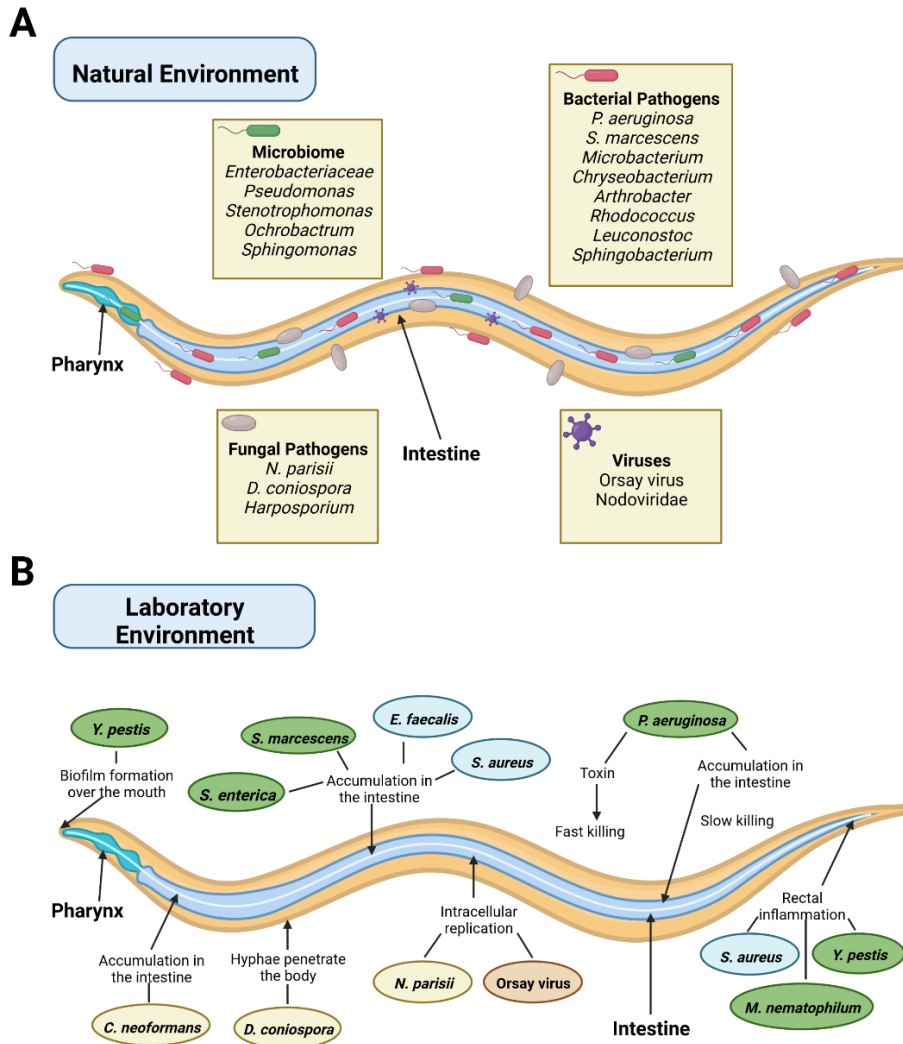 A
Natural Environment
Microbiome
Enterobacteriaceae
Pseudomonas
Stenotrophomonas
Ochrobactrum
Sphingomonas
Bacterial Pathogens
P. aeruginosa
S. marcescens
Microbacterium
Chryseobacterium
Arthrobacter
Rhodococcus
Leuconostoc
Sphingobacterium
Pharynx
Intestine
Fungal Pathogens
N. parisii
D. coniospora
Harposporium
Viruses
Orsay virus
Nodoviridae
B
Laboratory
Environment
Y. pestis
Biofilm formation
over the mouth
S. marcescens
E. faecalis
S. aureus
S. enterica
Accumulation in
the intestine
P. aeruginosa
Toxin
Fast killing
Accumulation in
the intestine
Slow killing
Pharynx
Accumulation in
the intestine
C. neoformans
Hyphae penetrate
the body
D. coniospora
Intracellular
replication
N. parisii
Orsay virus
Intestine
Rectal
inflammation
S. aureus
Y. pestis
M. nematophilum